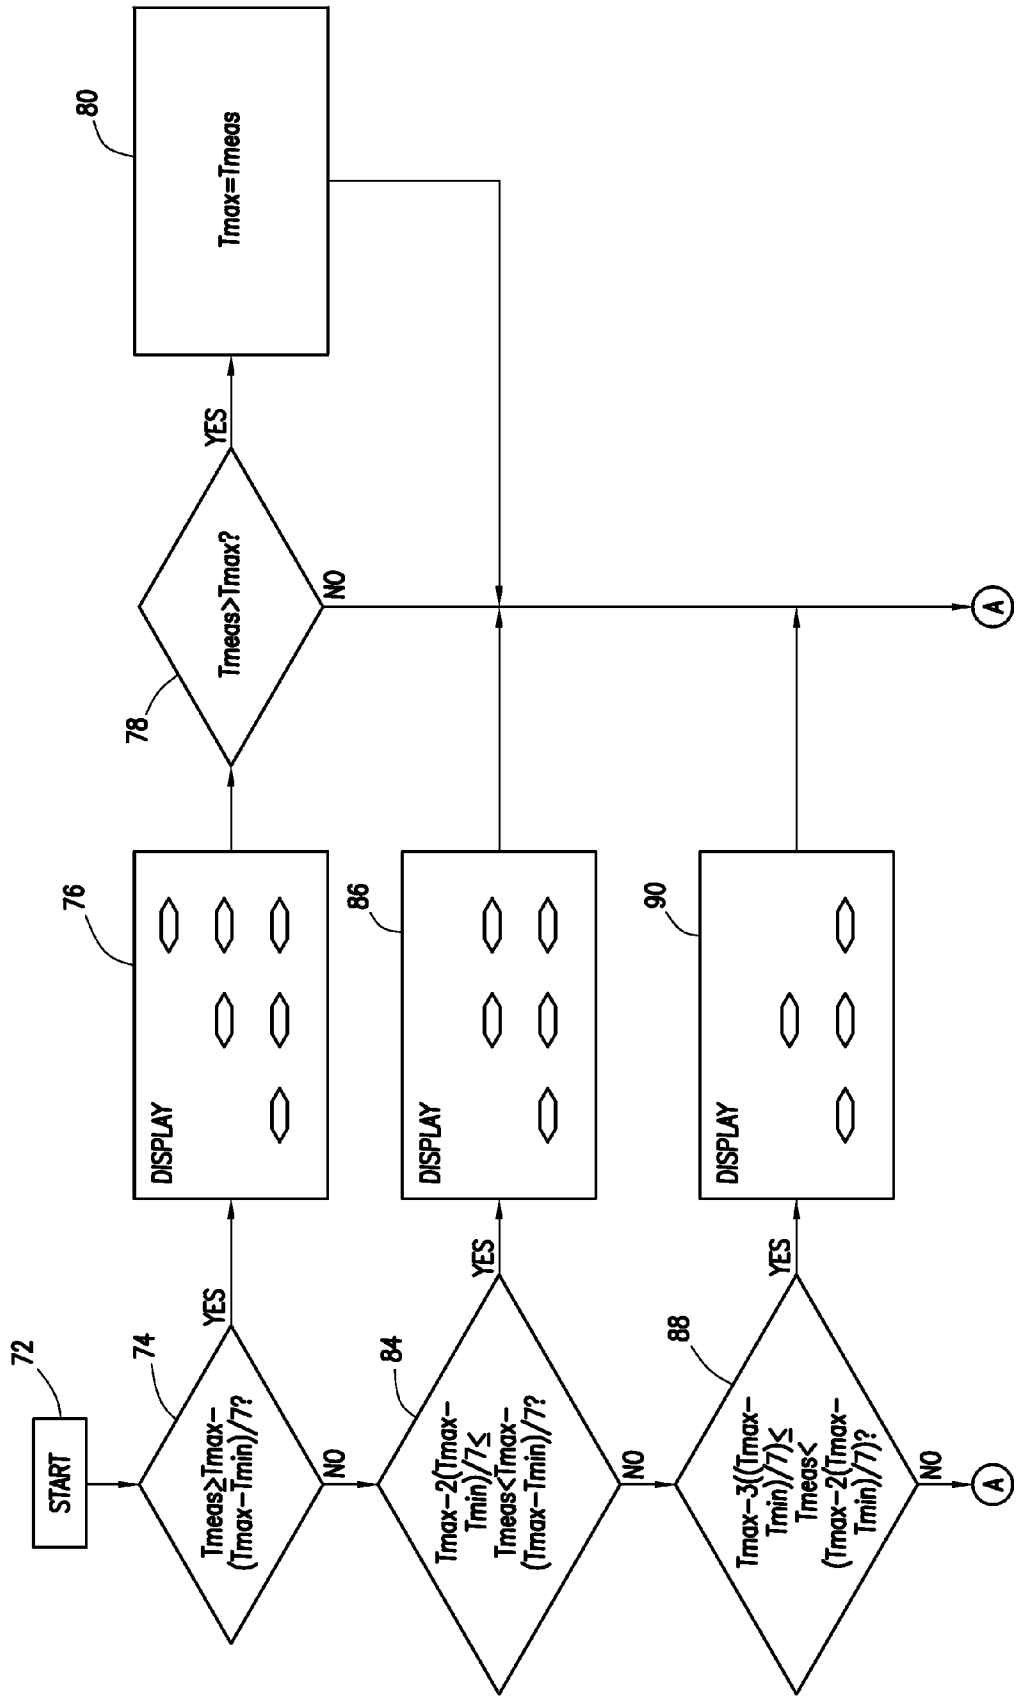 72
START
74
Tmeas≥Tmax–
(Tmax–Tmin)/7?
YES
NO
76
DISPLAY
78
Tmeas>Tmax?
YES
NO
80
Tmax=Tmeas
84
Tmax–2(Tmax–
Tmin)/7≤
Tmeas<Tmax–
(Tmax–Tmin)/7?
YES
NO
86
DISPLAY
88
Tmax–3((Tmax–
Tmin)/7)≤
Tmeas<
(Tmax–2(Tmax–
Tmin)/7)?
YES
NO
90
DISPLAY
A
A